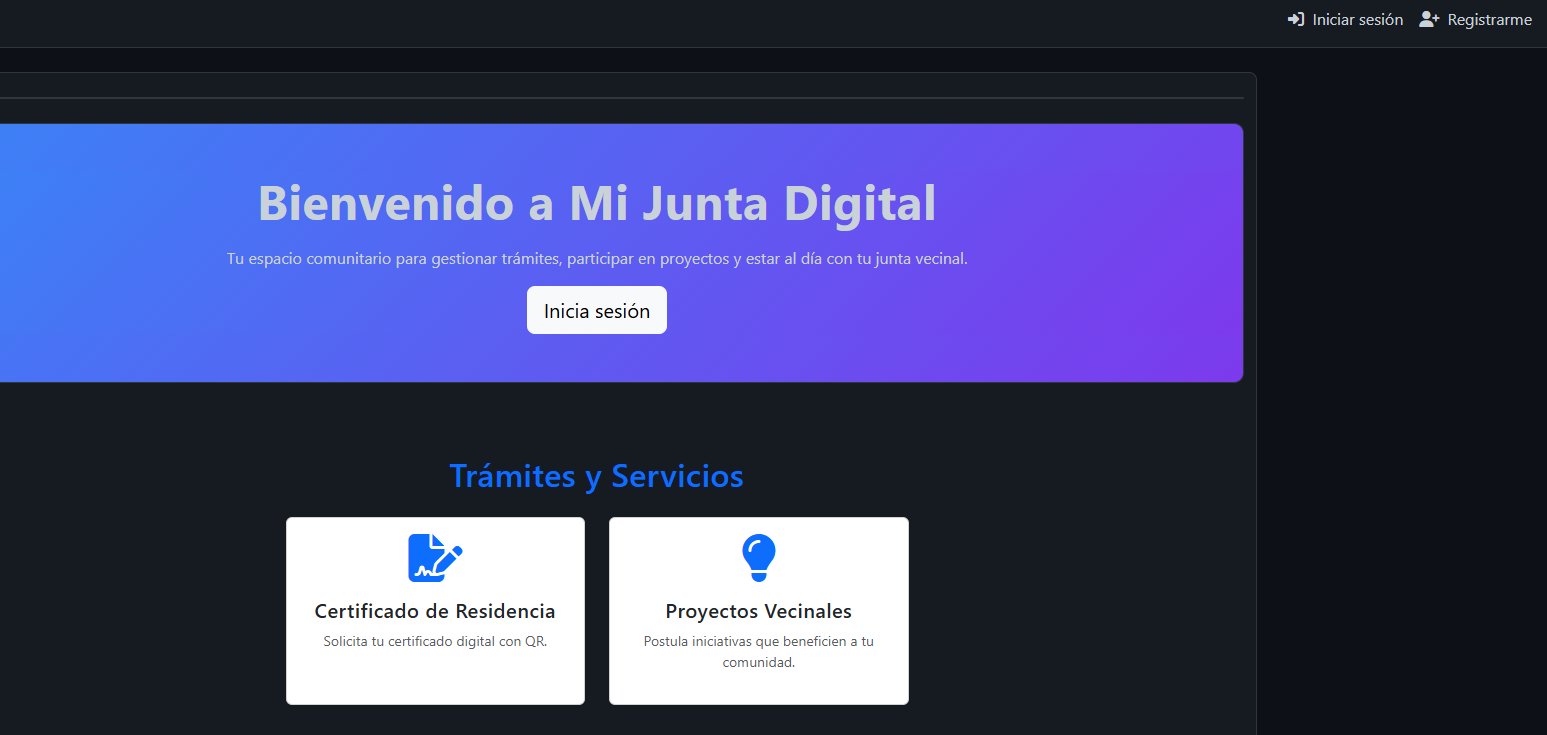 Iniciar sesión Registrarme
Bienvenido a Mi Junta Digital
Tu espacio comunitario para gestionar trámites, participar en proyectos y estar al día con tu junta vecinal.
Inicia sesión
Trámites y Servicios
Certificado de Residencia
Solicita tu certificado digital con QR.
Proyectos Vecinales
Postula iniciativas que beneficien a tu
comunidad.